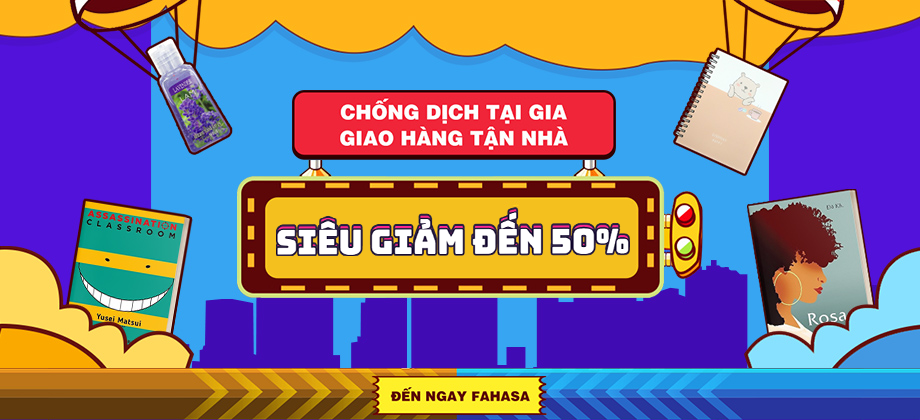 CHỐNG DỊCH TẠI GIA
GIAO HÀNG TẬN NHÀ
SIÊU GIẢM ĐẾN 50%
ASSASSINATION
CLASSROOM
Yusei Matsui
Rosa
ĐẾN NGAY FAHASA